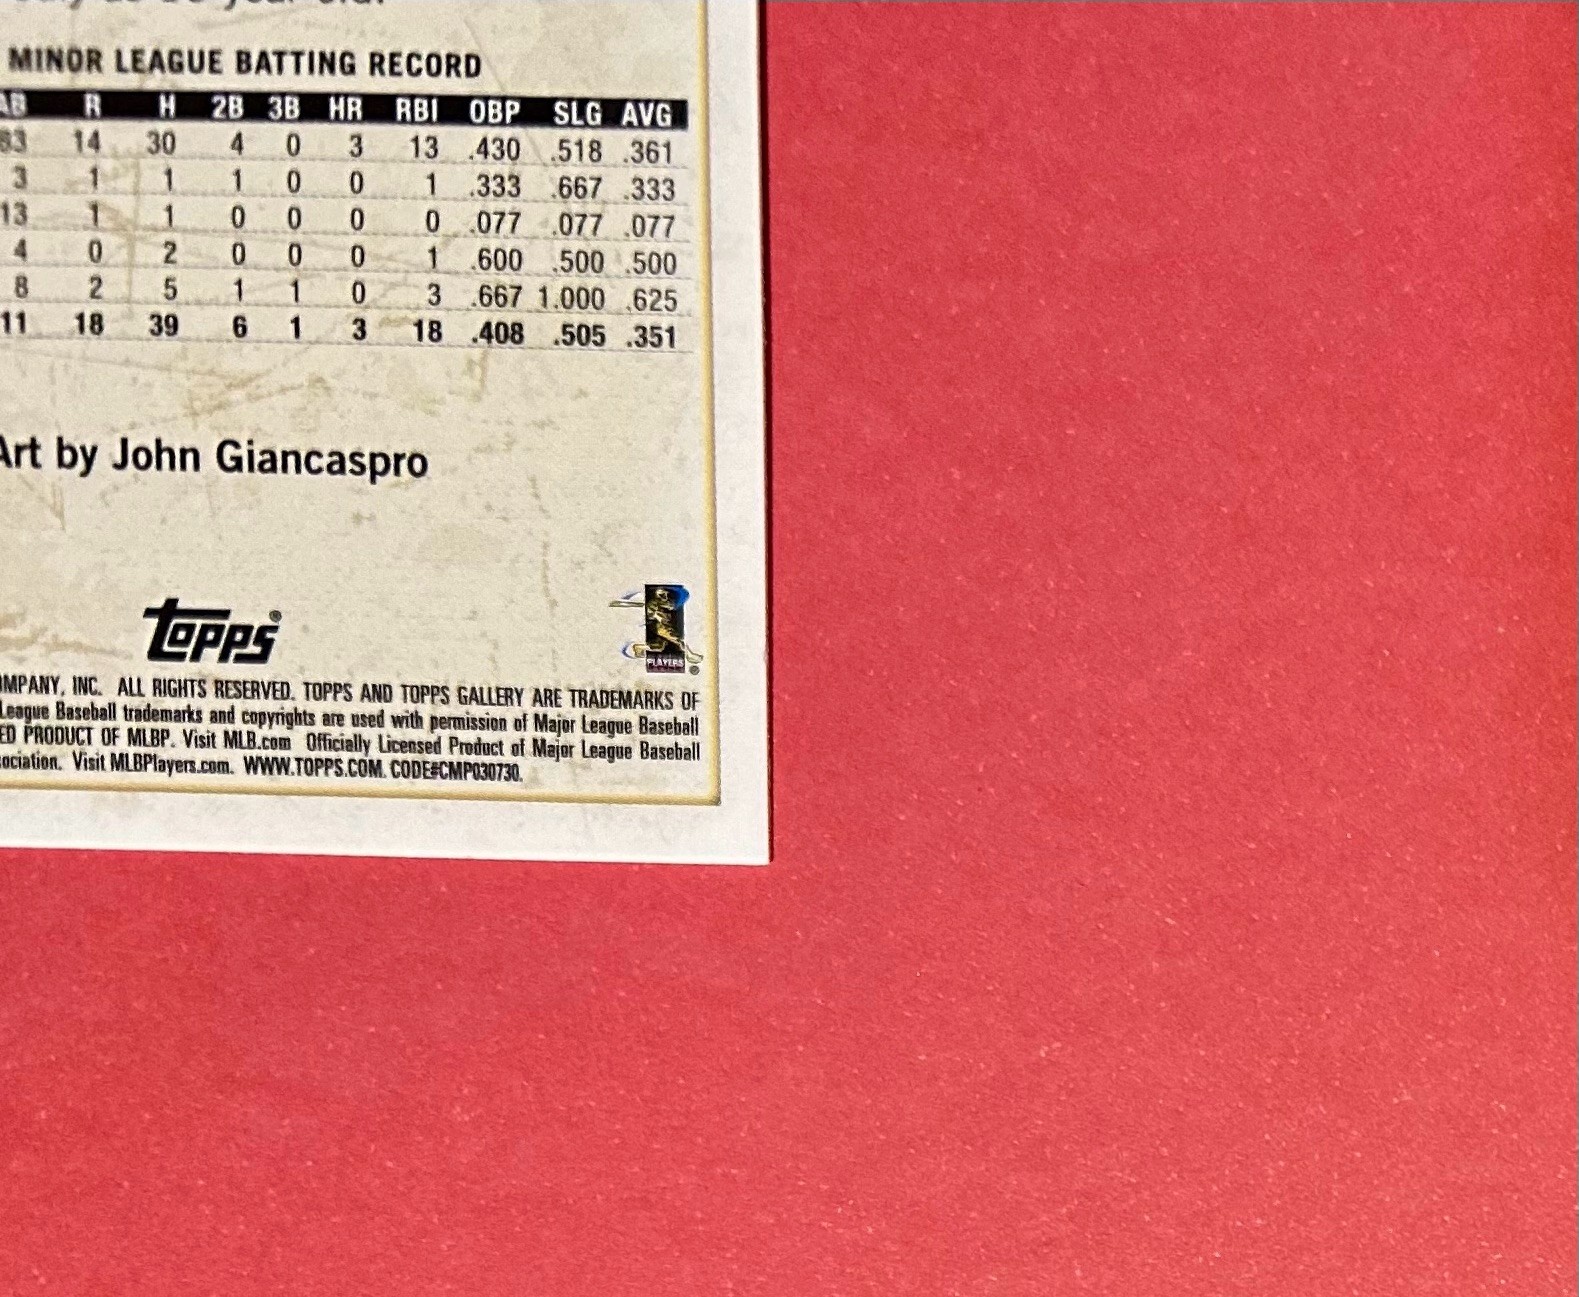 MINOR LEAGUE BATTING RECORD
AB R H 2B 3B HR RBI OBP SLG AVG
83 14 30 4 0 3 13 .430 .518 .361
3 1 1 1 0 0 1 .333 .667 .333
13 1 1 0 0 0 0 .077 .077 .077
4 0 2 0 0 0 1 .600 .500 .500
8 2 5 1 1 0 3 .667 1.000 .625
11 18 39 6 1 3 18 .408 .505 .351
Art by John Giancaspro
Topps®
PLAYERS ®
OMPANY, INC. ALL RIGHTS RESERVED. TOPPS AND TOPPS GALLERY ARE TRADEMARKS OF
League Baseball trademarks and copyrights are used with permission of Major League Baseball
ED PRODUCT OF MLBP. Visit MLB.com Officially Licensed Product of Major League Baseball
ociation. Visit MLBPlayers.com. WWW.TOPPS.COM. CODE#CMP030730.